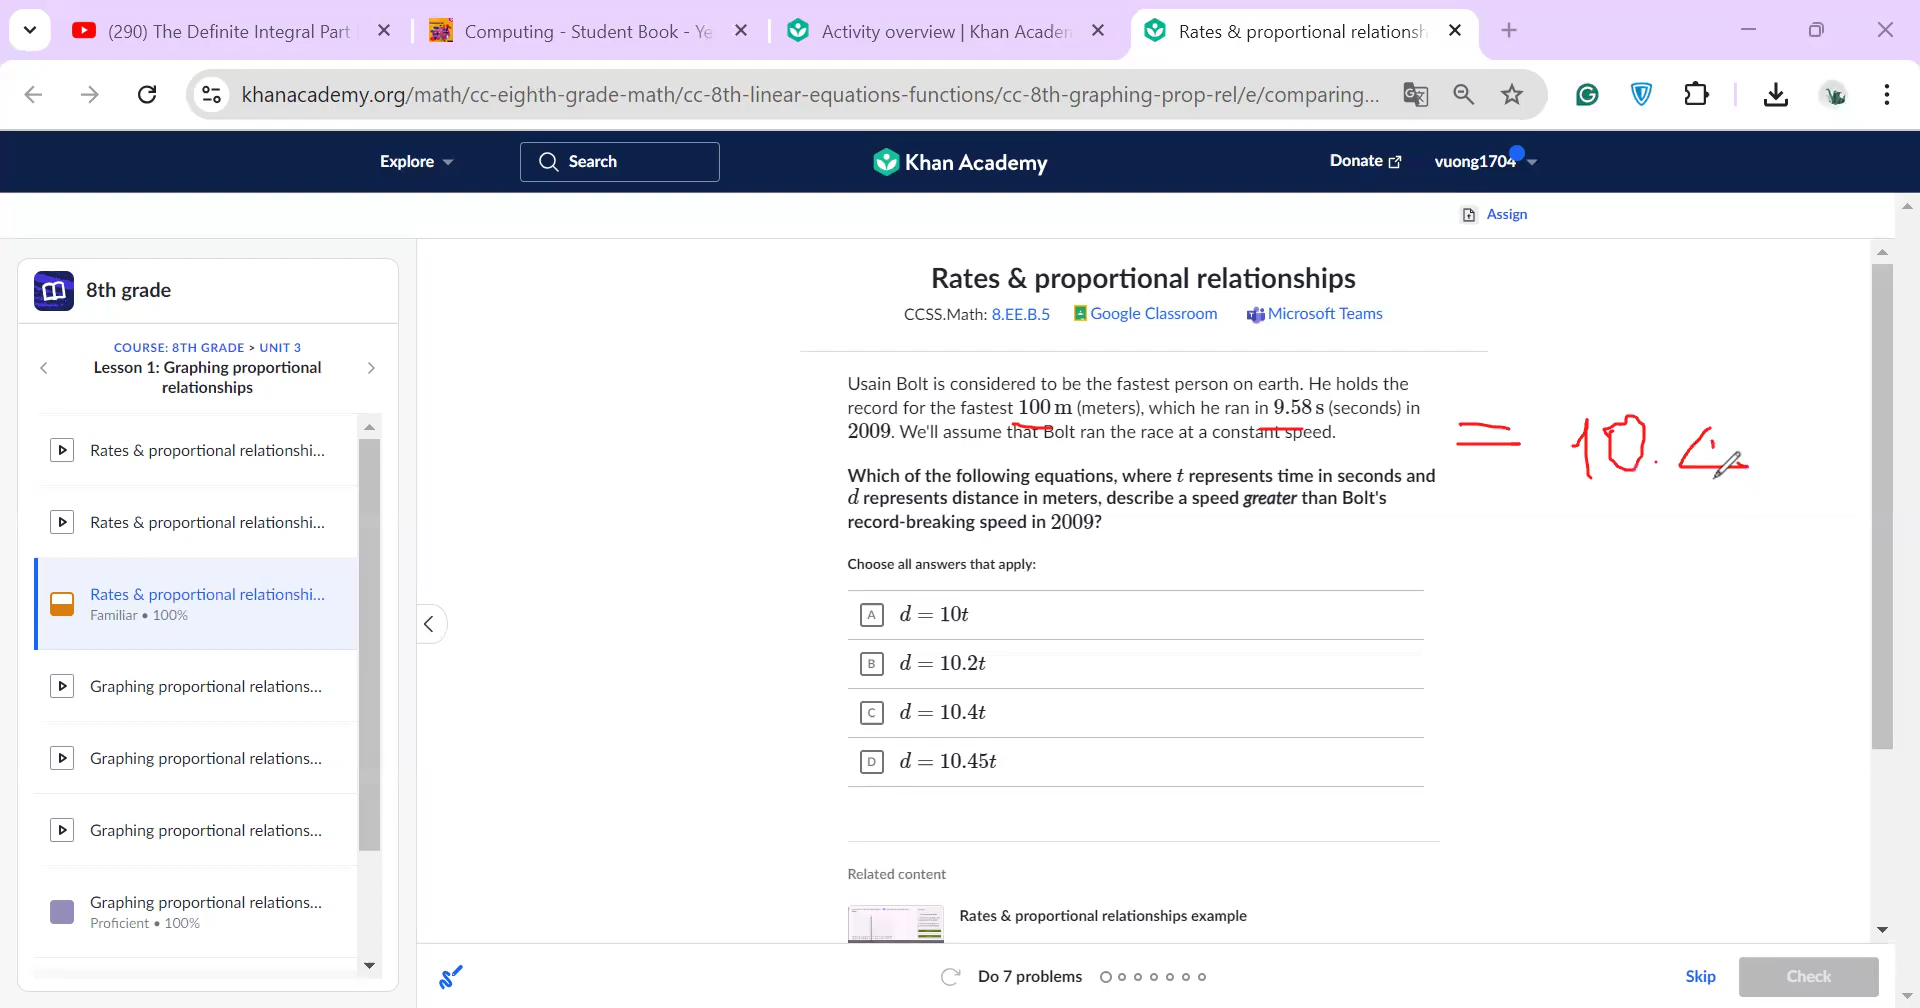 (290) The Definite Integral Part
Computing - Student Book - Ye
Activity overview | Khan Academ
Rates & proportional relationsh
khanacademy.org/math/cc-eighth-grade-math/cc-8th-linear-equations-functions/cc-8th-graphing-prop-rel/e/comparing...
Explore
Search
Khan Academy
Donate
vuong1704
Assign
8th grade
COURSE: 8TH GRADE > UNIT 3
Lesson 1: Graphing proportional
relationships
Rates & proportional relationshi...
Rates & proportional relationshi...
Rates & proportional relationshi...
Familiar • 100%
Graphing proportional relations...
Graphing proportional relations...
Graphing proportional relations...
Graphing proportional relations...
Proficient • 100%
Rates & proportional relationships
CCSS.Math: 8.EE.B.5 Google Classroom Microsoft Teams
Usain Bolt is considered to be the fastest person on earth. He holds the
record for the fastest 100 m (meters), which he ran in 9.58 s (seconds) in
2009. We'll assume that Bolt ran the race at a constant speed.
= 10.4
Which of the following equations, where t represents time in seconds and
d represents distance in meters, describe a speed greater than Bolt's
record-breaking speed in 2009?
Choose all answers that apply:
A d = 10t
B d = 10.2t
C d = 10.4t
D d = 10.45t
Related content
Rates & proportional relationships example
Do 7 problems
Skip
Check